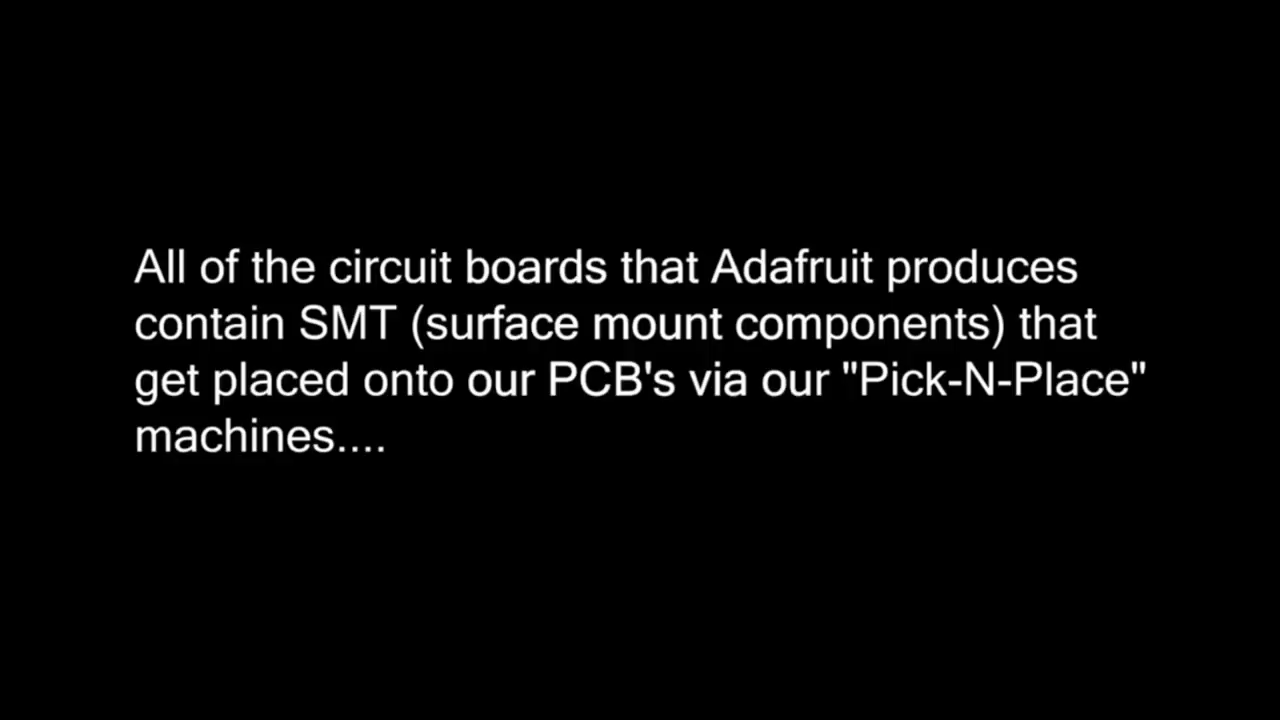 All of the circuit boards that Adafruit produces
contain SMT (surface mount components) that
get placed onto our PCB's via our "Pick-N-Place"
machines....